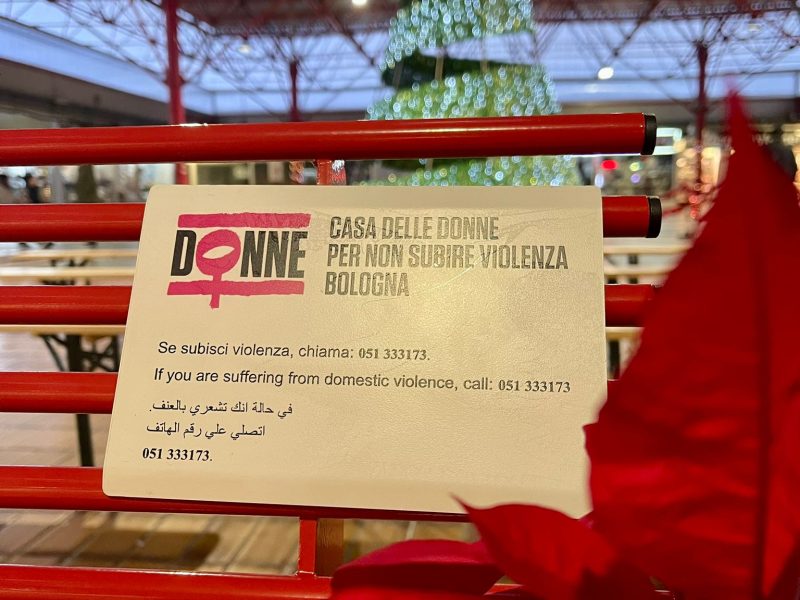 DONNE
CASA DELLE DONNE
PER NON SUBIRE VIOLENZA
BOLOGNA
Se subisci violenza, chiama: 051 333173.
If you are suffering from domestic violence, call: 051 333173
في حالة انك تشعري بالعنف.
اتصلي علي رقم الهاتف
051 333173.